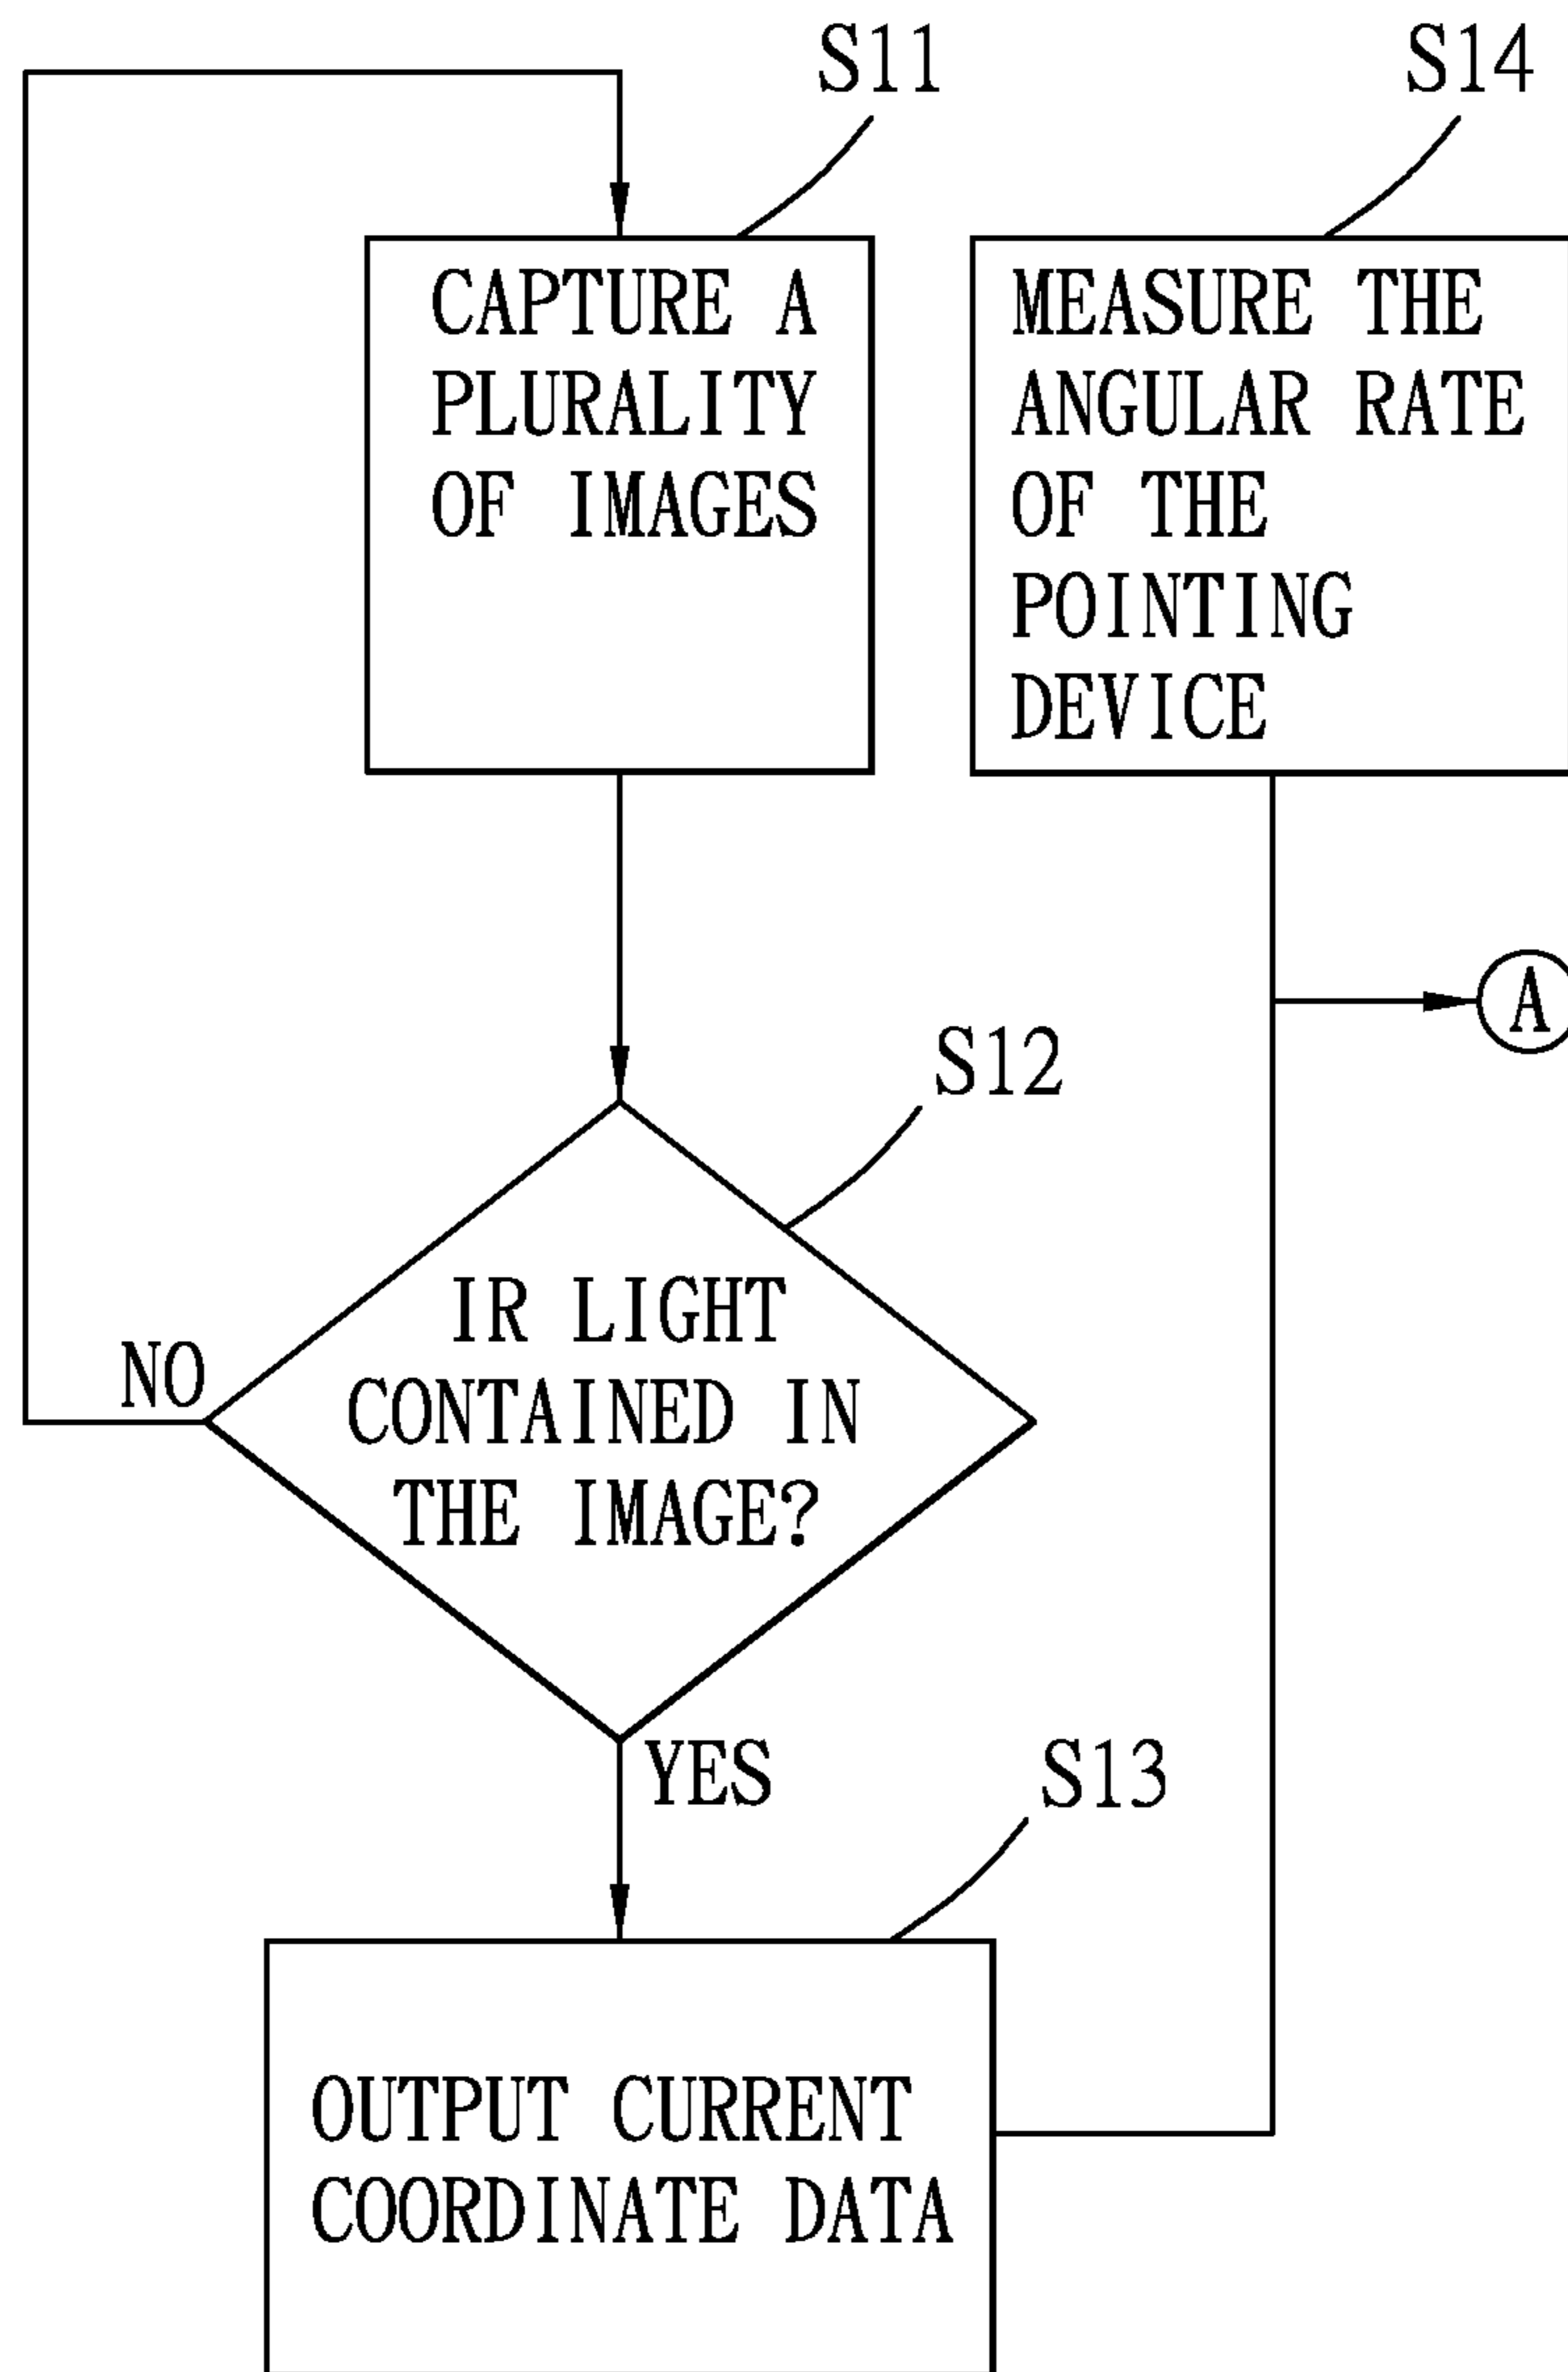 S11
CAPTURE A
PLURALITY
OF IMAGES
S14
MEASURE THE
ANGULAR RATE
OF THE
POINTING
DEVICE
A
S12
IR LIGHT
CONTAINED IN
THE IMAGE?
NO
YES
S13
OUTPUT CURRENT
COORDINATE DATA